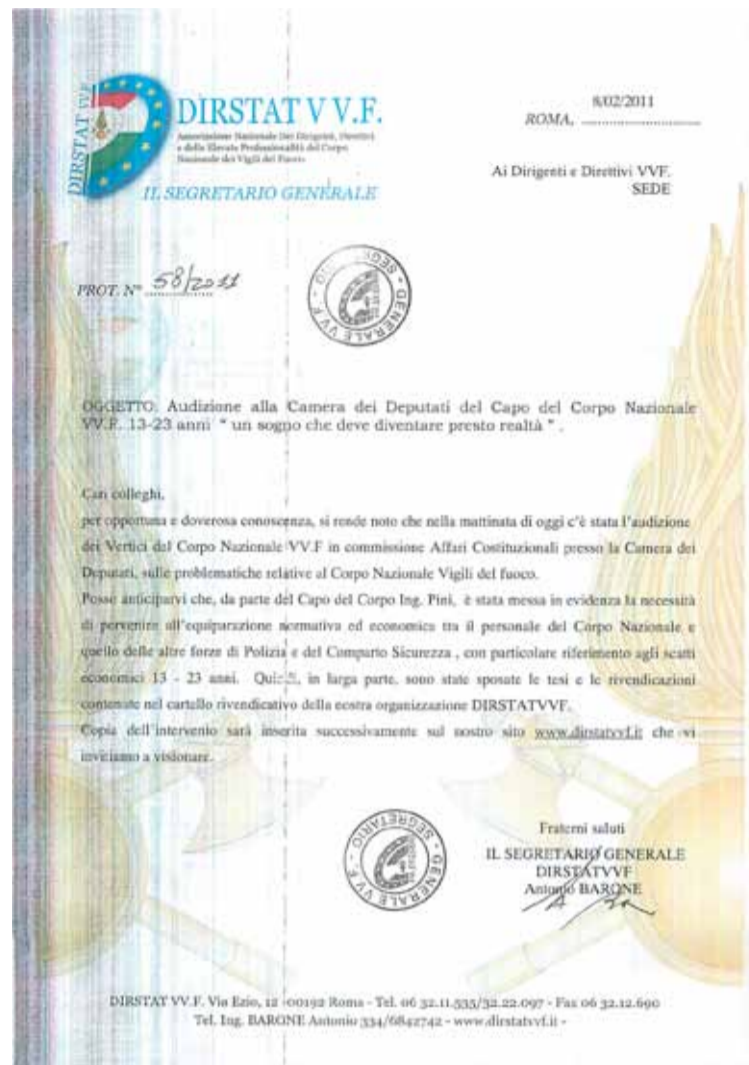 DIRSTAT VVF
DIRSTAT V V.F.
Associazione Nazionale Dei Dirigenti, Direttivi
e delle Elevate Professionalità del Corpo
Nazionale dei Vigili del Fuoco
IL SEGRETARIO GENERALE
8/02/2011
ROMA, ..............................
Ai Dirigenti e Direttivi VVF.
SEDE
PROT. N° 58/2011
SEGRETARIO GENERALE VV.F.
OGGETTO: Audizione alla Camera dei Deputati del Capo del Corpo Nazionale
VV.F. 13-23 anni “ un sogno che deve diventare presto realtà ” .
Cari colleghi,
per opportuna e doverosa conoscenza, si rende noto che nella mattinata di oggi c’è stata l’audizione
dei Vertici del Corpo Nazionale VV.F in commissione Affari Costituzionali presso la Camera dei
Deputati, sulle problematiche relative al Corpo Nazionale Vigili del fuoco.
Posso anticiparvi che, da parte del Capo del Corpo Ing. Pini, è stata messa in evidenza la necessità
di pervenire all’equiparazione normativa ed economica tra il personale del Corpo Nazionale e
quello delle altre forze di Polizia e del Comparto Sicurezza , con particolare riferimento agli scatti
economici 13 - 23 anni. in larga parte, sono state sposate le tesi e le rivendicazioni
contenute nel cartello rivendicativo della nostra organizzazione DIRSTATVVF.
Copia dell’intervento sarà inserita successivamente sul nostro sito www.dirstatvvf.it che vi
invitiamo a visionare.
SEGRETARIO GENERALE VV.F.
Fraterni saluti
IL SEGRETARIO GENERALE
DIRSTATVVF
Antonio BARONE
DIRSTAT VV.F. Via Ezio, 12 -00192 Roma - Tel. 06 32.11.535/32.22.097 - Fax 06 32.12.690
Tel. Ing. BARONE Antonio 334/6842742 - www.dirstatvvf.it -